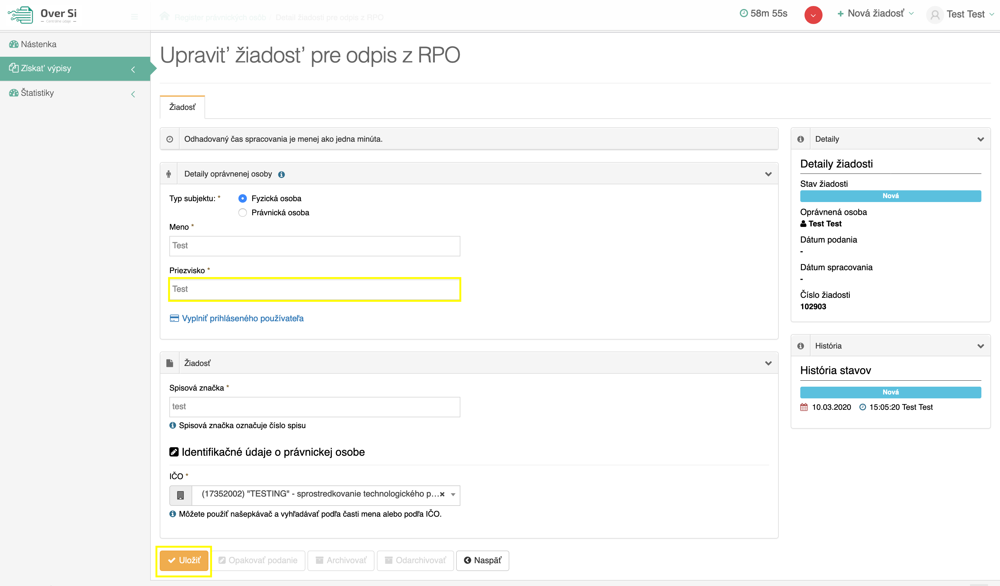 Over Si
– Centrálne údaje –
Register právnických osôb / Detail žiadosti pre odpis z RPO
58m 55s
Nová žiadosť
Test Test
Nástenka
Získať výpisy
Štatistiky
Upraviť žiadosť pre odpis z RPO
Žiadosť
Odhadovaný čas spracovania je menej ako jedna minúta.
Detaily oprávnenej osoby
Typ subjektu: *
Fyzická osoba
Právnická osoba
Meno *
Test
Priezvisko *
Test
Vyplniť prihláseného používateľa
Žiadosť
Spisová značka *
test
Spisová značka označuje číslo spisu
Identifikačné údaje o právnickej osobe
IČO *
(17352002) "TESTING" - sprostredkovanie technologického p...
Môžete použiť našepkávač a vyhľadávať podľa časti mena alebo podľa IČO.
Uložiť
Opakovať podanie
Archivovať
Odarchivovať
Naspäť
Detaily
Detaily žiadosti
Stav žiadosti
Nová
Oprávnená osoba
Test Test
Dátum podania
-
Dátum spracovania
-
Číslo žiadosti
102903
História
História stavov
Nová
10.03.2020 15:05:20 Test Test